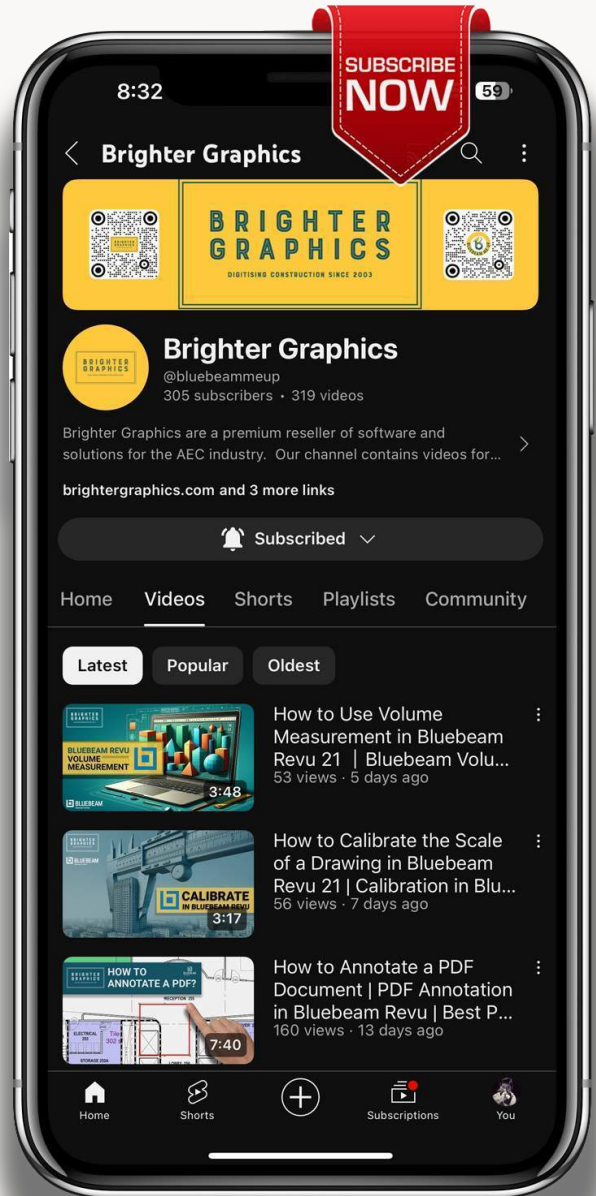 SUBSCRIBE
NOW
8:32
59
Brighter Graphics
BRIGHTER
GRAPHICS
DIGITISING CONSTRUCTION SINCE 2003
BRIGHTER
GRAPHICS
Brighter Graphics
@bluebeammeup
305 subscribers • 319 videos
Brighter Graphics are a premium reseller of software and
solutions for the AEC industry. Our channel contains videos for...
brightergraphics.com and 3 more links
Subscribed
Home Videos Shorts Playlists Community
Latest Popular Oldest
BRIGHTER
GRAPHICS
BLUEBEAM REVU
VOLUME
MEASUREMENT
BLUEBEAM
3:48
How to Use Volume
Measurement in Bluebeam
Revu 21 | Bluebeam Volu...
53 views · 5 days ago
BRIGHTER
GRAPHICS
BLUEBEAM
CALIBRATE
IN BLUEBEAM REVU
3:17
How to Calibrate the Scale
of a Drawing in Bluebeam
Revu 21 | Calibration in Blu...
56 views · 7 days ago
BRIGHTER
GRAPHICS
HOW TO
ANNOTATE A PDF?
RECEPTION
ELECTRICAL
Tile
302
STORAGE
LOBBY
7:40
How to Annotate a PDF
Document | PDF Annotation
in Bluebeam Revu | Best P...
160 views · 13 days ago
Home Shorts Subscriptions You